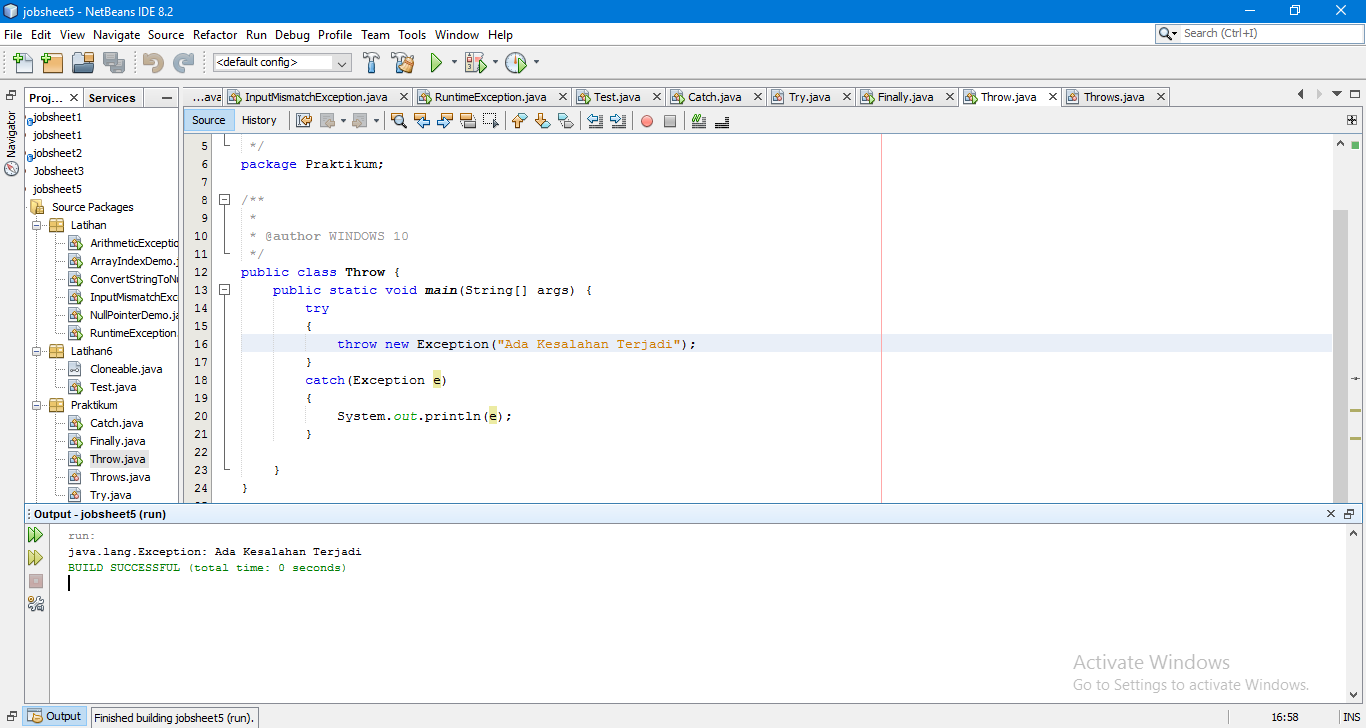 jobsheet5 - NetBeans IDE 8.2
File Edit View Navigate Source Refactor Run Debug Profile Team Tools Window Help
Search (Ctrl+I)
<default config>
Proj... Services
...ava InputMismatchException.java RuntimeException.java Test.java Catch.java Try.java Finally.java Throw.java Throws.java
Source History
Navigator
jobsheet1
jobsheet1
jobsheet2
Jobsheet3
jobsheet5
Source Packages
Latihan
ArithmeticExceptio
ArrayIndexDemo.j
ConvertStringToNu
InputMismatchExc
NullPointerDemo.ja
RuntimeException
Latihan6
Cloneable.java
Test.java
Praktikum
Catch.java
Finally.java
Throw.java
Throws.java
Try.java
5 */
6 package Praktikum;
7
8 /**
9 *
10 * @author WINDOWS 10
11 */
12 public class Throw {
13 public static void main(String[] args) {
14 try
15 {
16 throw new Exception("Ada Kesalahan Terjadi");
17 }
18 catch(Exception e)
19 {
20 System.out.println(e);
21 }
22
23 }
24 }
Output - jobsheet5 (run)
run:
java.lang.Exception: Ada Kesalahan Terjadi
BUILD SUCCESSFUL (total time: 0 seconds)
Activate Windows
Go to Settings to activate Windows.
Output Finished building jobsheet5 (run). 16:58 INS